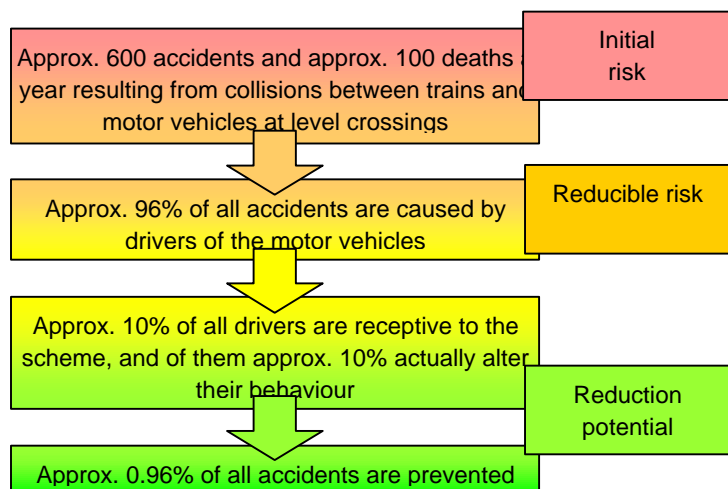 Approx. 600 accidents and approx. 100 deaths
year resulting from collisions between trains and
motor vehicles at level crossings
Initial
risk
Approx. 96% of all accidents are caused by
drivers of the motor vehicles
Reducible risk
Approx. 10% of all drivers are receptive to the
scheme, and of them approx. 10% actually alter
their behaviour
Reduction
potential
Approx. 0.96% of all accidents are prevented